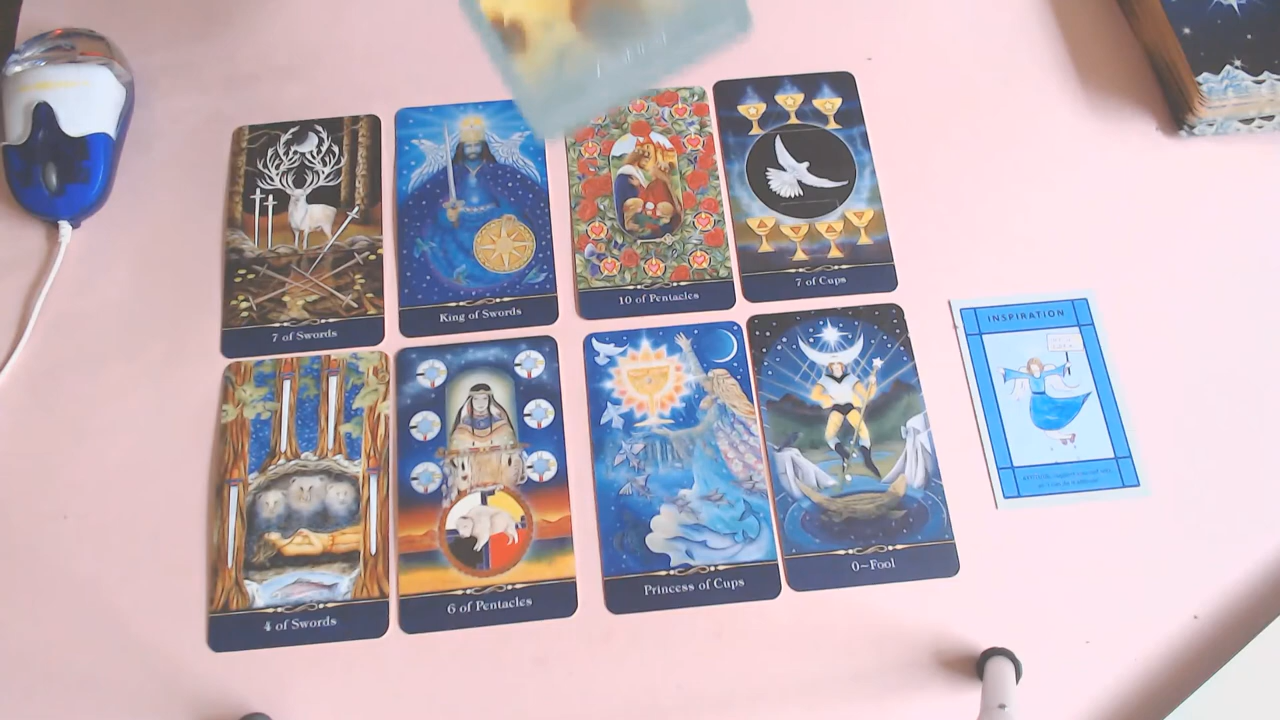 7 of Swords
King of Swords
10 of Pentacles
7 of Cups
4 of Swords
6 of Pentacles
Princess of Cups
0~Fool
INSPIRATION